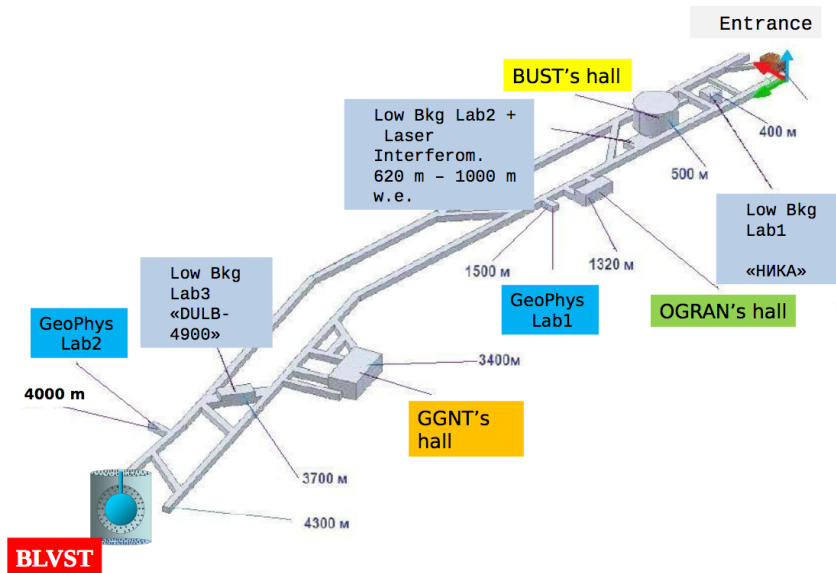 Entrance
BUST's hall
Low Bkg Lab2 +
Laser
Interferom.
620 m – 1000 m
w.e.
400 м
500 м
Low Bkg
Lab1
«НИКА»
1320 м
1500 м
GeoPhys
Lab1
OGRAN's hall
Low Bkg
Lab3
«DULB-
4900»
GeoPhys
Lab2
3400м
4000 m
GGNT's
hall
3700 м
4300 м
BLVST